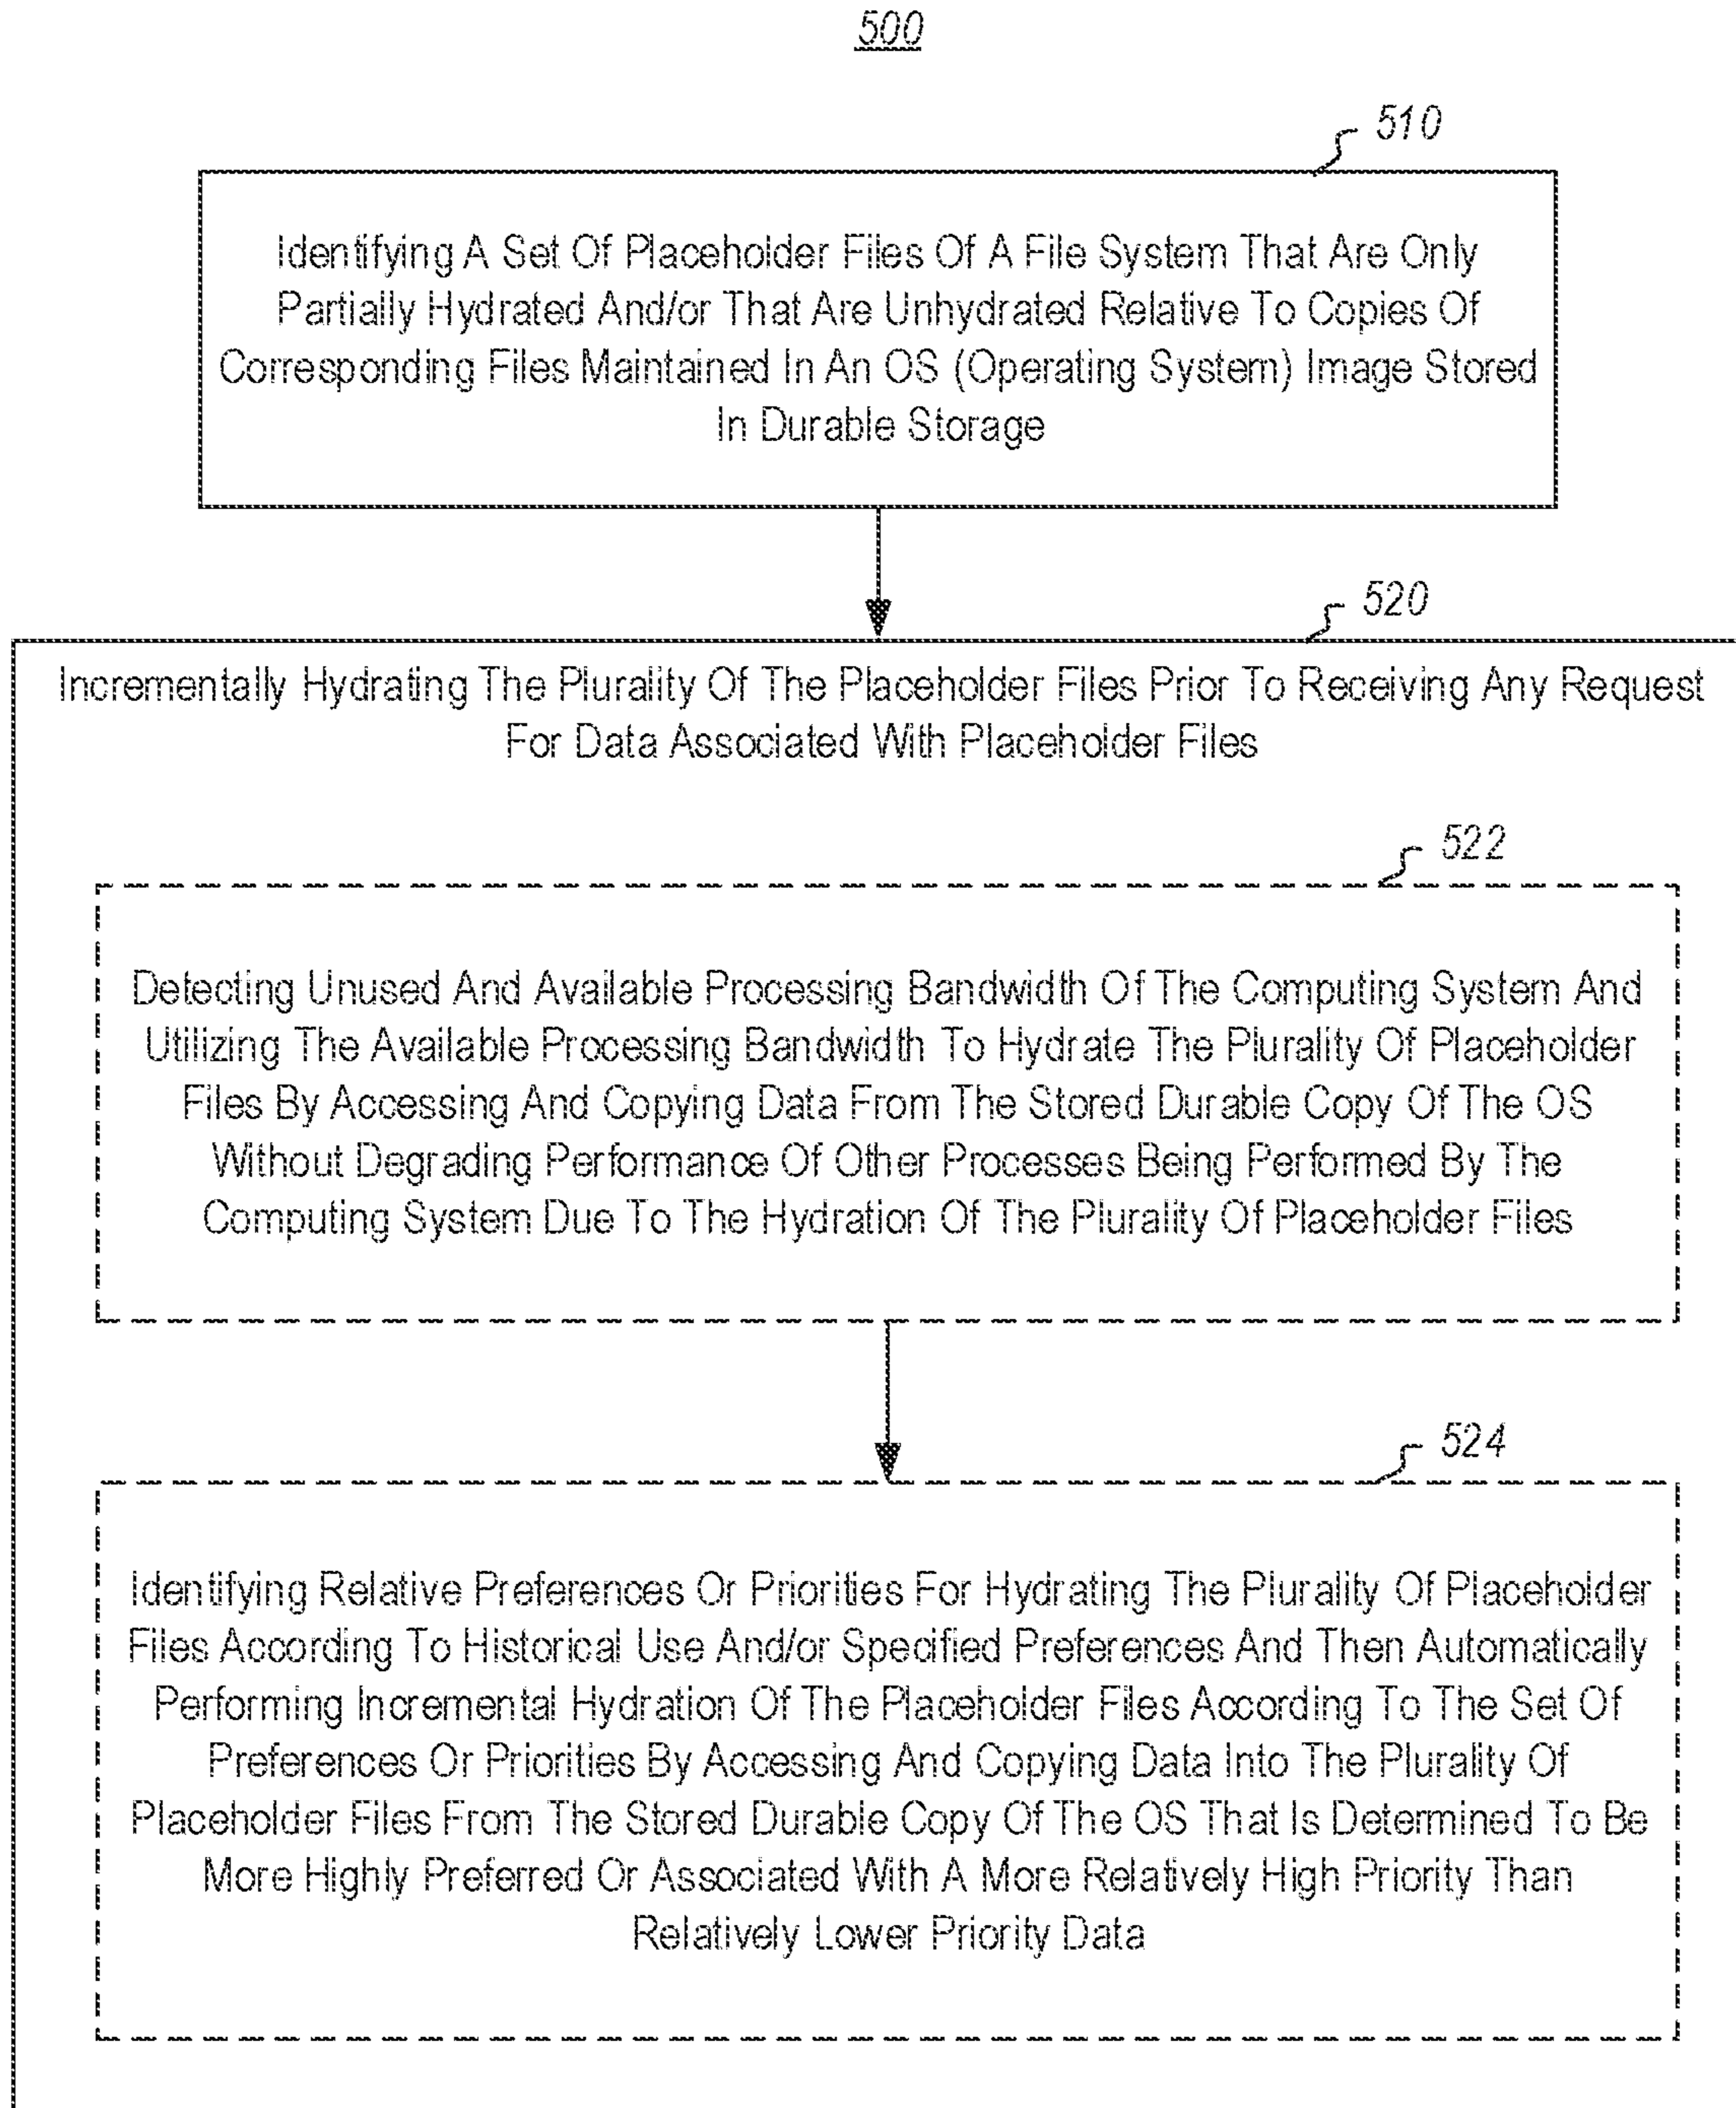 500
510
Identifying A Set Of Placeholder Files Of A File System That Are Only
Partially Hydrated And/or That Are Unhydrated Relative To Copies Of
Corresponding Files Maintained In An OS (Operating System) Image Stored
In Durable Storage
520
Incrementally Hydrating The Plurality Of The Placeholder Files Prior To Receiving Any Request
For Data Associated With Placeholder Files
522
Detecting Unused And Available Processing Bandwidth Of The Computing System And
Utilizing The Available Processing Bandwidth To Hydrate The Plurality Of Placeholder
Files By Accessing And Copying Data From The Stored Durable Copy Of The OS
Without Degrading Performance Of Other Processes Being Performed By The
Computing System Due To The Hydration Of The Plurality Of Placeholder Files
524
Identifying Relative Preferences Or Priorities For Hydrating The Plurality Of Placeholder
Files According To Historical Use And/or Specified Preferences And Then Automatically
Performing Incremental Hydration Of The Placeholder Files According To The Set Of
Preferences Or Priorities By Accessing And Copying Data Into The Plurality Of
Placeholder Files From The Stored Durable Copy Of The OS That Is Determined To Be
More Highly Preferred Or Associated With A More Relatively High Priority Than
Relatively Lower Priority Data